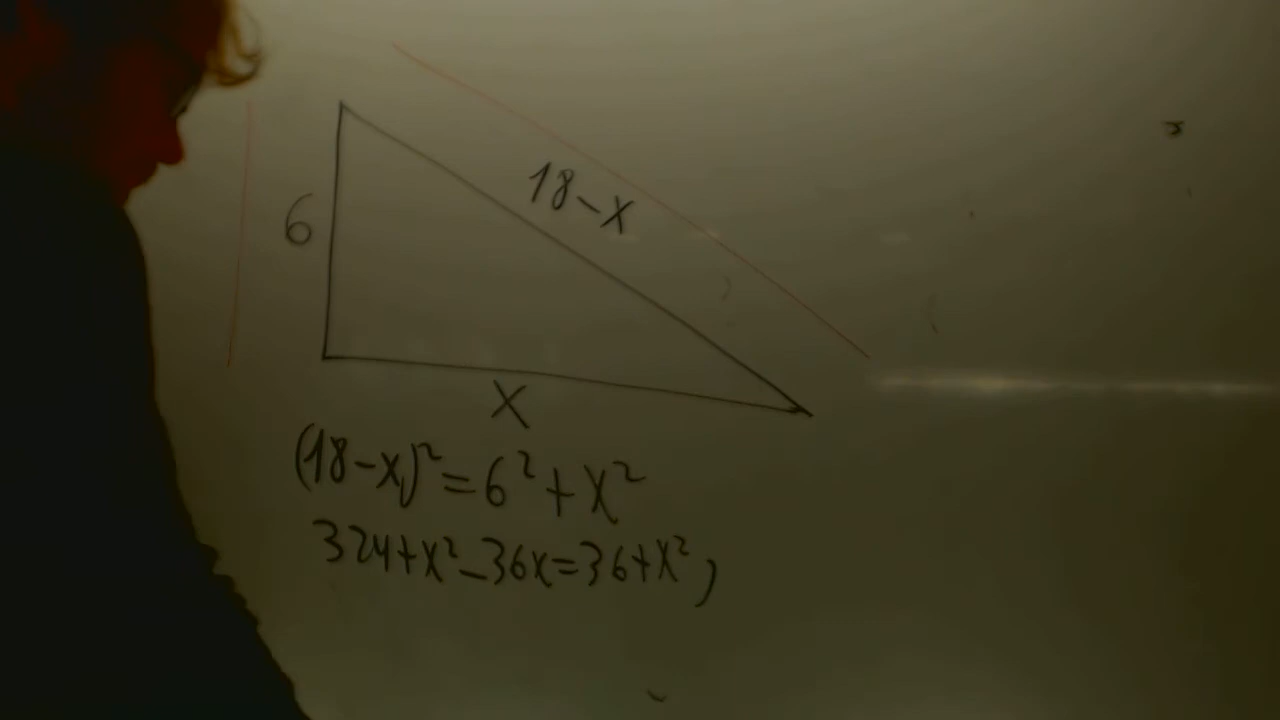 6
18-x
x
(18-x)²=6²+x²
324+x²-36x=36+x²,